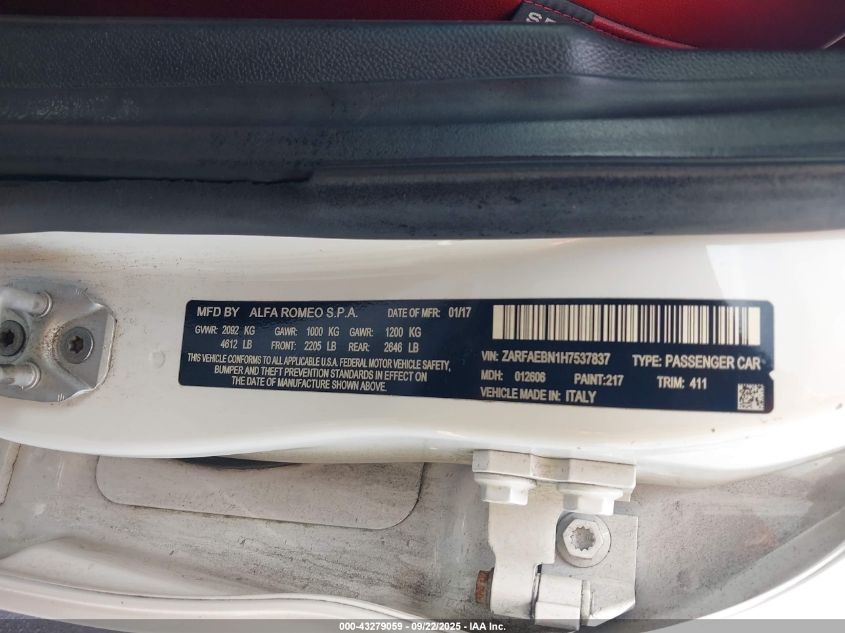 MFD BY ALFA ROMEO S.P.A. DATE OF MFR: 01/17
GVWR: 2092 KG GAWR: 1000 KG GAWR: 1200 KG
4612 LB FRONT: 2205 LB REAR: 2646 LB
THIS VEHICLE CONFORMS TO ALL APPLICABLE U.S.A. FEDERAL MOTOR VEHICLE SAFETY,
BUMPER AND THEFT PREVENTION STANDARDS IN EFFECT ON
THE DATE OF MANUFACTURE SHOWN ABOVE.
VIN: ZARFAEBN1H7537837 TYPE: PASSENGER CAR
MDH: 012606 PAINT:217 TRIM: 411
VEHICLE MADE IN: ITALY
000-43279059 - 09/22/2025 - IAA Inc.